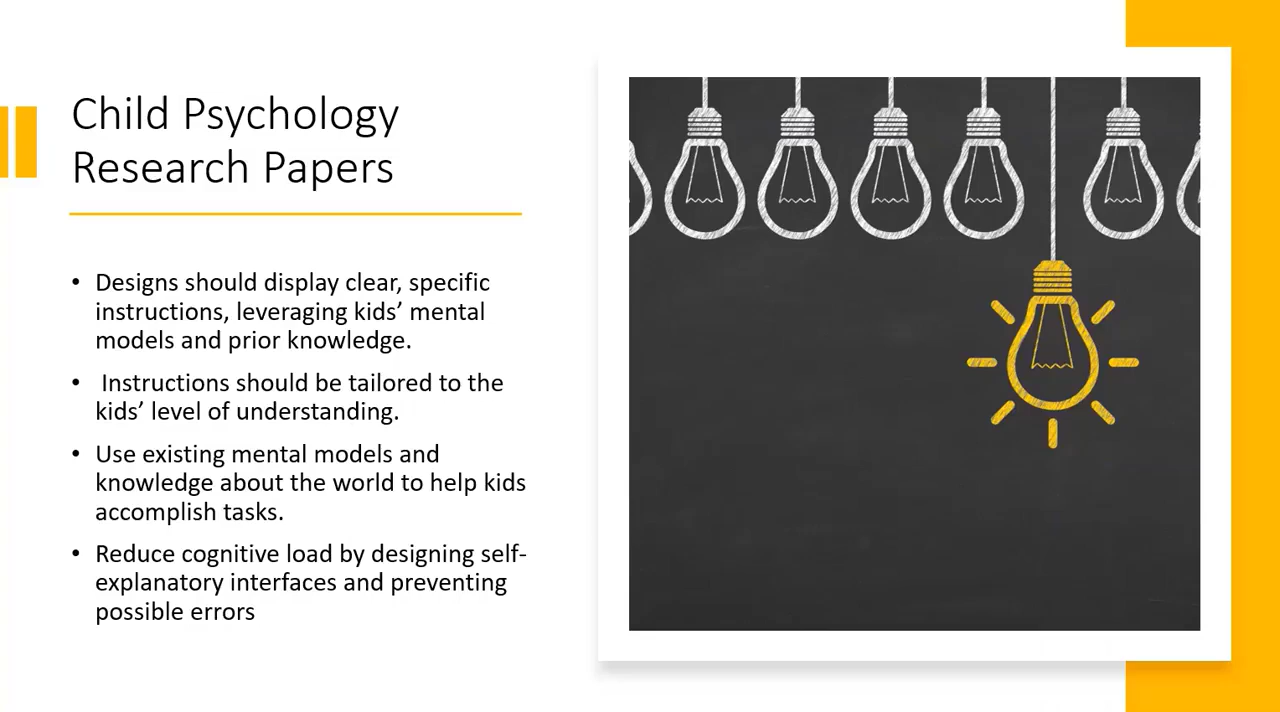 Child Psychology
Research Papers
• Designs should display clear, specific
instructions, leveraging kids’ mental
models and prior knowledge.
• Instructions should be tailored to the
kids’ level of understanding.
• Use existing mental models and
knowledge about the world to help kids
accomplish tasks.
• Reduce cognitive load by designing self-
explanatory interfaces and preventing
possible errors